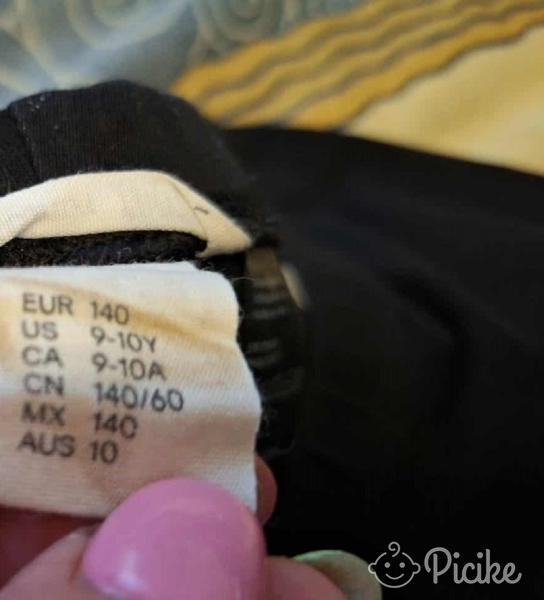 EUR 140
US 9-10Y
CA 9-10A
CN 140/60
MX 140
AUS 10
Picike